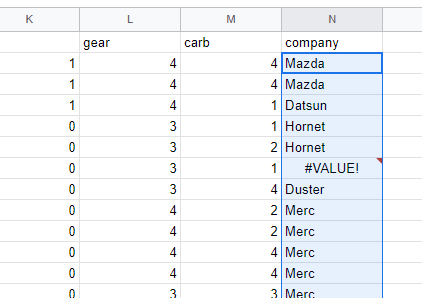 K L M N
gear carb company
1 4 4 Mazda
1 4 4 Mazda
1 4 1 Datsun
0 3 1 Hornet
0 3 2 Hornet
0 3 1 #VALUE!
0 3 4 Duster
0 4 2 Merc
0 4 2 Merc
0 4 4 Merc
0 4 4 Merc
0 3 3 Merc